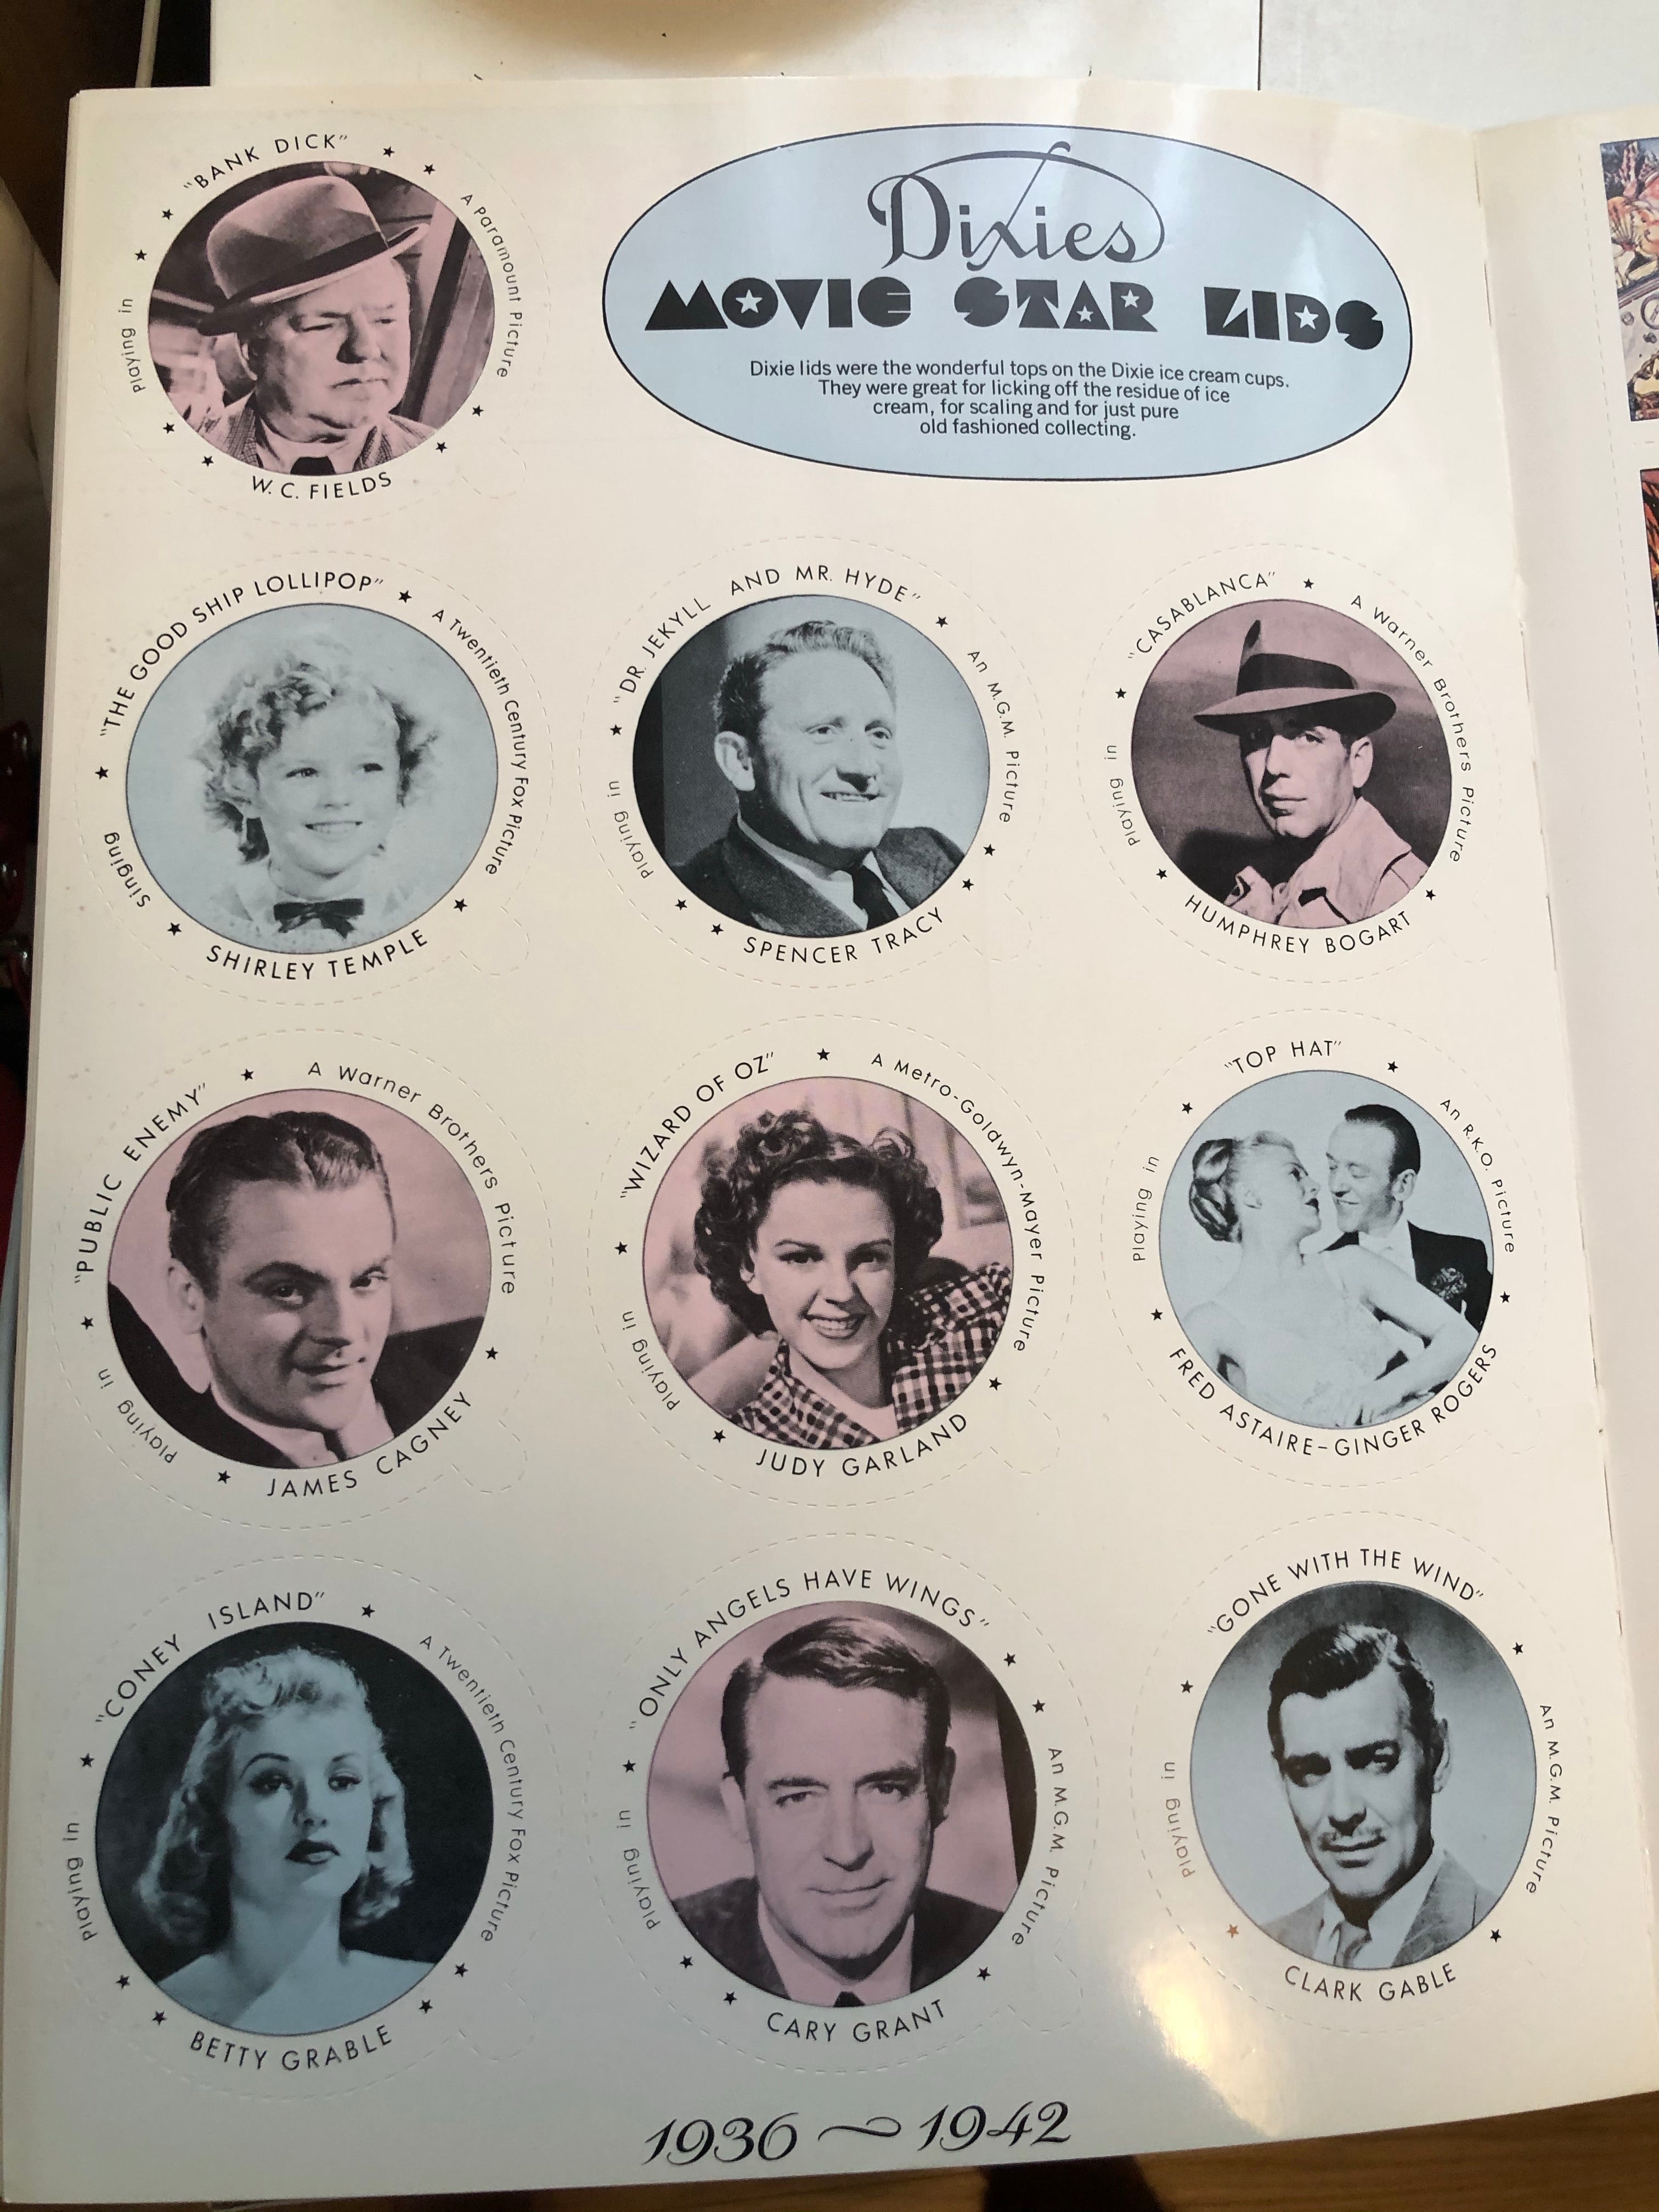 "BANK DICK"
A Paramount Picture
Playing in
W. C. FIELDS
Dixies
MOVIE STAR LIDS
Dixie lids were the wonderful tops on the Dixie ice cream cups.
They were great for licking off the residue of ice
cream, for scaling and for just pure
old fashioned collecting.
"THE GOOD SHIP LOLLIPOP"
A Twentieth Century Fox Picture
Singing
SHIRLEY TEMPLE
"DR. JEKYLL AND MR. HYDE"
An M.G.M. Picture
Playing in
SPENCER TRACY
"CASABLANCA"
A Warner Brothers Picture
Playing in
HUMPHREY BOGART
"PUBLIC ENEMY"
A Warner Brothers Picture
Playing in
JAMES CAGNEY
"WIZARD OF OZ"
A Metro-Goldwyn-Mayer Picture
Playing in
JUDY GARLAND
"TOP HAT"
An R.K.O. Picture
Playing in
FRED ASTAIRE-GINGER ROGERS
"CONEY ISLAND"
A Twentieth Century Fox Picture
Playing in
BETTY GRABLE
"ONLY ANGELS HAVE WINGS"
An M.G.M. Picture
Playing in
CARY GRANT
"GONE WITH THE WIND"
An M.G.M. Picture
Playing in
CLARK GABLE
1936~1942